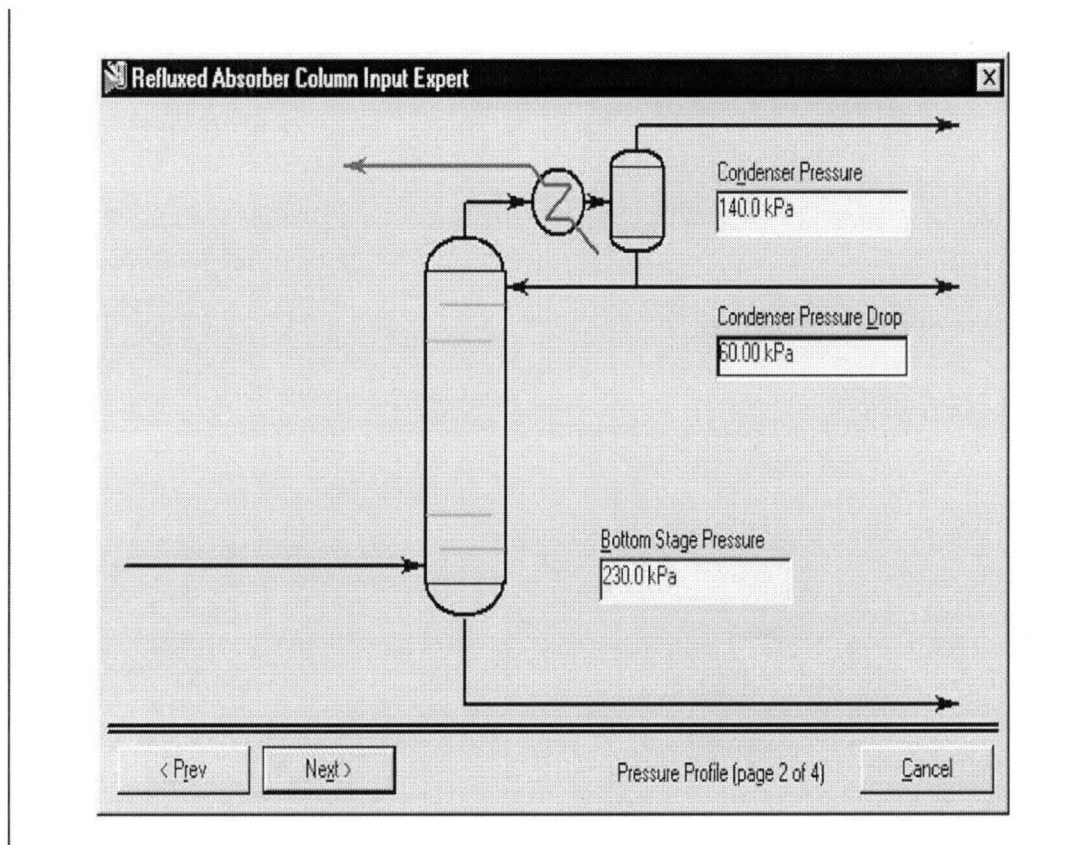 Refluxed Absorber Column Input Expert
Condenser Pressure
140.0 kPa
Condenser Pressure Drop
60.00 kPa
Bottom Stage Pressure
230.0 kPa
< Prev
Next >
Pressure Profile (page 2 of 4)
Cancel